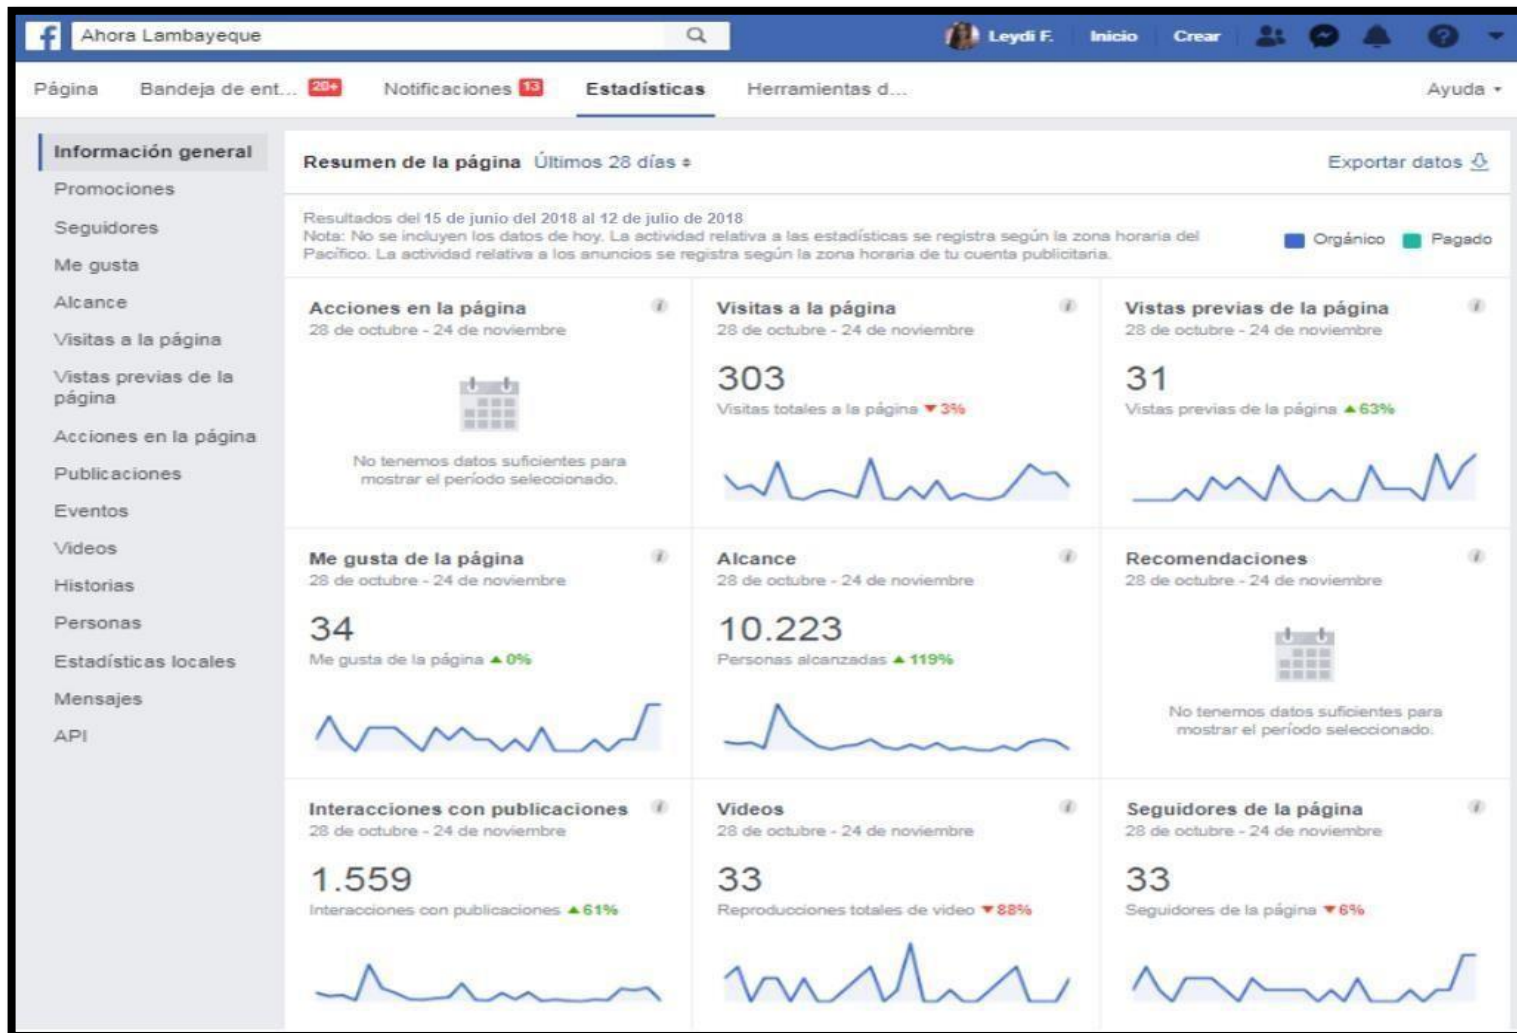 Ahora Lambayeque
Leydi F. Inicio Crear
Página Bandeja de ent... 20+ Notificaciones 13 Estadísticas Herramientas d... Ayuda
Información general
Promociones
Seguidores
Me gusta
Alcance
Visitas a la página
Vistas previas de la
página
Acciones en la página
Publicaciones
Eventos
Videos
Historias
Personas
Estadísticas locales
Mensajes
API
Resumen de la página Últimos 28 días
Exportar datos
Resultados del 15 de junio del 2018 al 12 de julio de 2018
Nota: No se incluyen los datos de hoy. La actividad relativa a las estadísticas se registra según la zona horaria del
Pacífico. La actividad relativa a los anuncios se registra según la zona horaria de tu cuenta publicitaria.
Orgánico Pagado
Acciones en la página
28 de octubre - 24 de noviembre
No tenemos datos suficientes para
mostrar el período seleccionado.
Visitas a la página
28 de octubre - 24 de noviembre
303
Visitas totales a la página ▼3%
Vistas previas de la página
28 de octubre - 24 de noviembre
31
Vistas previas de la página ▲63%
Me gusta de la página
28 de octubre - 24 de noviembre
34
Me gusta de la página ▲0%
Alcance
28 de octubre - 24 de noviembre
10.223
Personas alcanzadas ▲119%
Recomendaciones
28 de octubre - 24 de noviembre
No tenemos datos suficientes para
mostrar el período seleccionado.
Interacciones con publicaciones
28 de octubre - 24 de noviembre
1.559
Interacciones con publicaciones ▲61%
Videos
28 de octubre - 24 de noviembre
33
Reproducciones totales de video ▼88%
Seguidores de la página
28 de octubre - 24 de noviembre
33
Seguidores de la página ▼6%